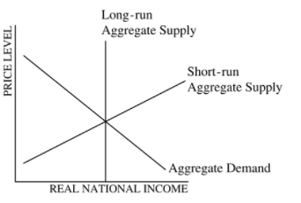 Long-run
Aggregate Supply
PRICE LEVEL
Short-run
Aggregate Supply
Aggregate Demand
REAL NATIONAL INCOME